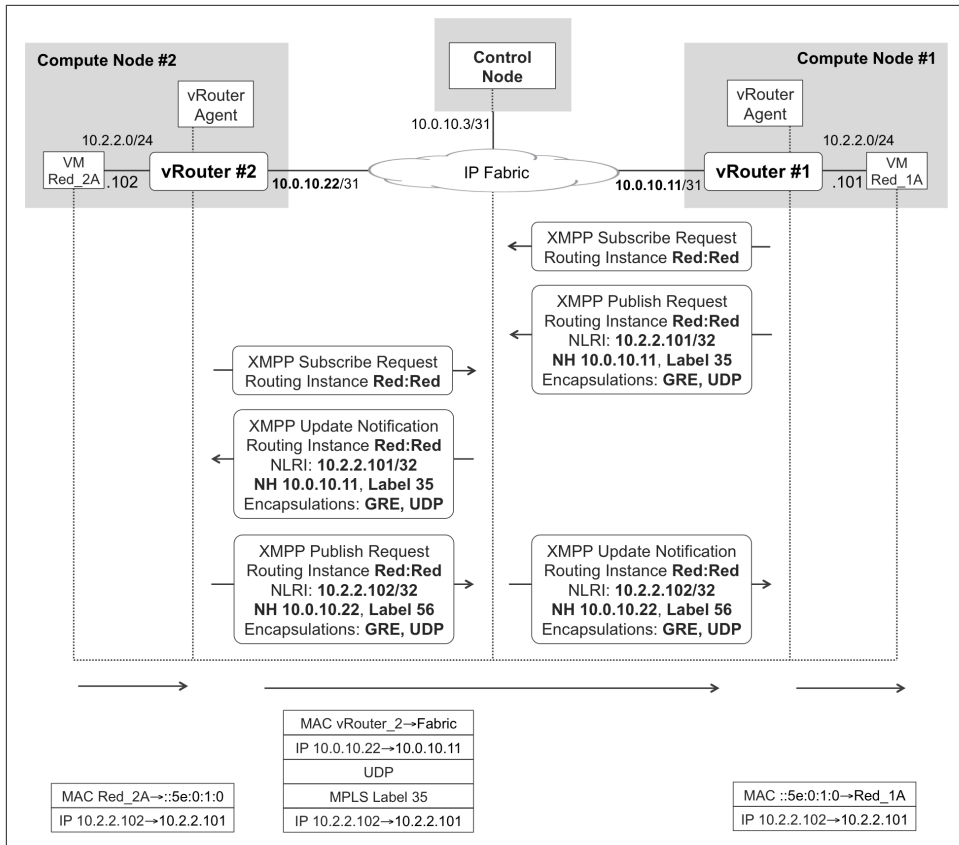 Compute Node #2
Control
Node
Compute Node #1
vRouter
Agent
vRouter
Agent
10.2.2.0/24
10.0.10.3/31
10.2.2.0/24
VM
Red_2A
.102
vRouter #2
10.0.10.22/31
IP Fabric
10.0.10.11/31
vRouter #1
.101
VM
Red_1A
XMPP Subscribe Request
Routing Instance Red:Red
XMPP Publish Request
Routing Instance Red:Red
NLRI: 10.2.2.101/32
NH 10.0.10.11, Label 35
Encapsulations: GRE, UDP
XMPP Subscribe Request
Routing Instance Red:Red
XMPP Update Notification
Routing Instance Red:Red
NLRI: 10.2.2.101/32
NH 10.0.10.11, Label 35
Encapsulations: GRE, UDP
XMPP Publish Request
Routing Instance Red:Red
NLRI: 10.2.2.102/32
NH 10.0.10.22, Label 56
Encapsulations: GRE, UDP
XMPP Update Notification
Routing Instance Red:Red
NLRI: 10.2.2.102/32
NH 10.0.10.22, Label 56
Encapsulations: GRE, UDP
MAC Red_2A→::5e:0:1:0
IP 10.2.2.102→10.2.2.101
MAC vRouter_2→Fabric
IP 10.0.10.22→10.0.10.11
UDP
MPLS Label 35
IP 10.2.2.102→10.2.2.101
MAC ::5e:0:1:0→Red_1A
IP 10.2.2.102→10.2.2.101